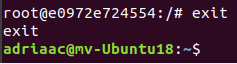 root@e0972e724554:/# exit
exit
adriaac@mv-Ubuntu18:~$